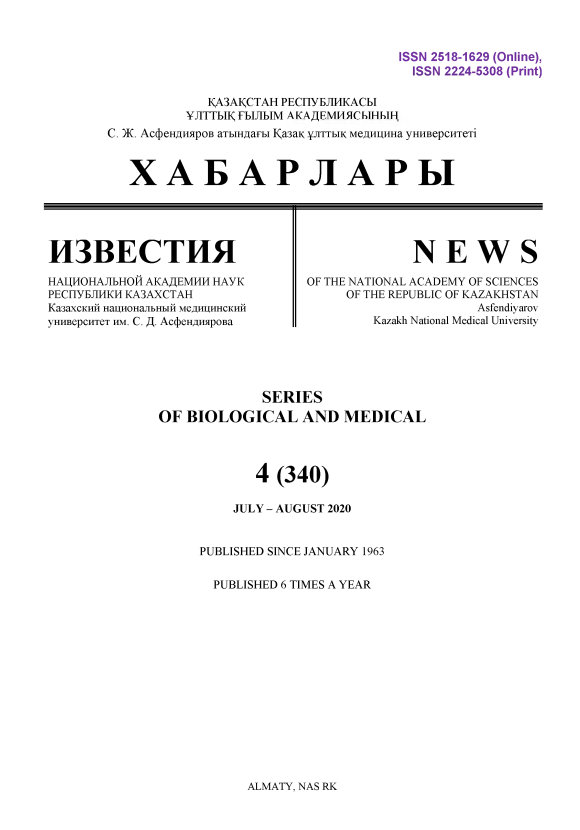 ISSN 2518-1629 (Online),
ISSN 2224-5308 (Print)
ҚАЗАҚСТАН РЕСПУБЛИКАСЫ
ҰЛТТЫҚ ҒЫЛЫМ АКАДЕМИЯСЫНЫҢ
С. Ж. Асфендияров атындағы Қазақ ұлттық медицина университеті
Х А Б А Р Л А Р Ы
ИЗВЕСТИЯ
НАЦИОНАЛЬНОЙ АКАДЕМИИ НАУК
РЕСПУБЛИКИ КАЗАХСТАН
Казахский национальный медицинский
университет им. С. Д. Асфендиярова
N E W S
OF THE NATIONAL ACADEMY OF SCIENCES
OF THE REPUBLIC OF KAZAKHSTAN
Asfendiyarov
Kazakh National Medical University
SERIES
OF BIOLOGICAL AND MEDICAL
4 (340)
JULY – AUGUST 2020
PUBLISHED SINCE JANUARY 1963
PUBLISHED 6 TIMES A YEAR
ALMATY, NAS RK